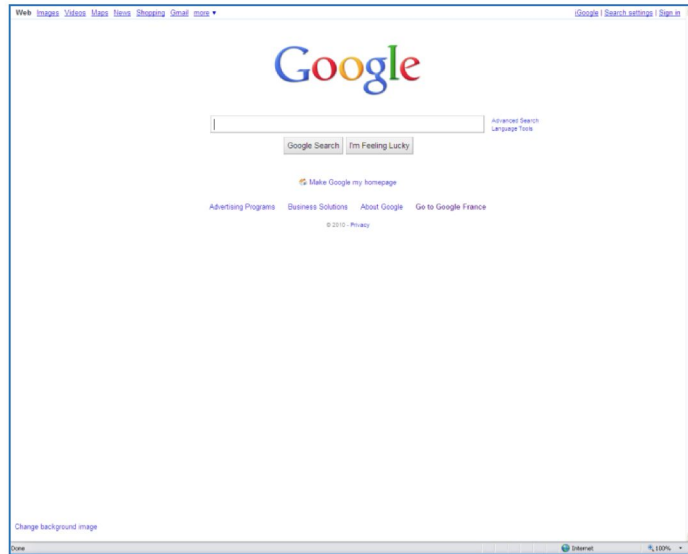 Web Images Videos Maps News Shopping Gmail more ▼ iGoogle | Search settings | Sign in
Google
Advanced Search
Language Tools
Google Search I'm Feeling Lucky
Make Google my homepage
Advertising Programs Business Solutions About Google Go to Google France
© 2010 - Privacy
Change background image
Done Internet 100%